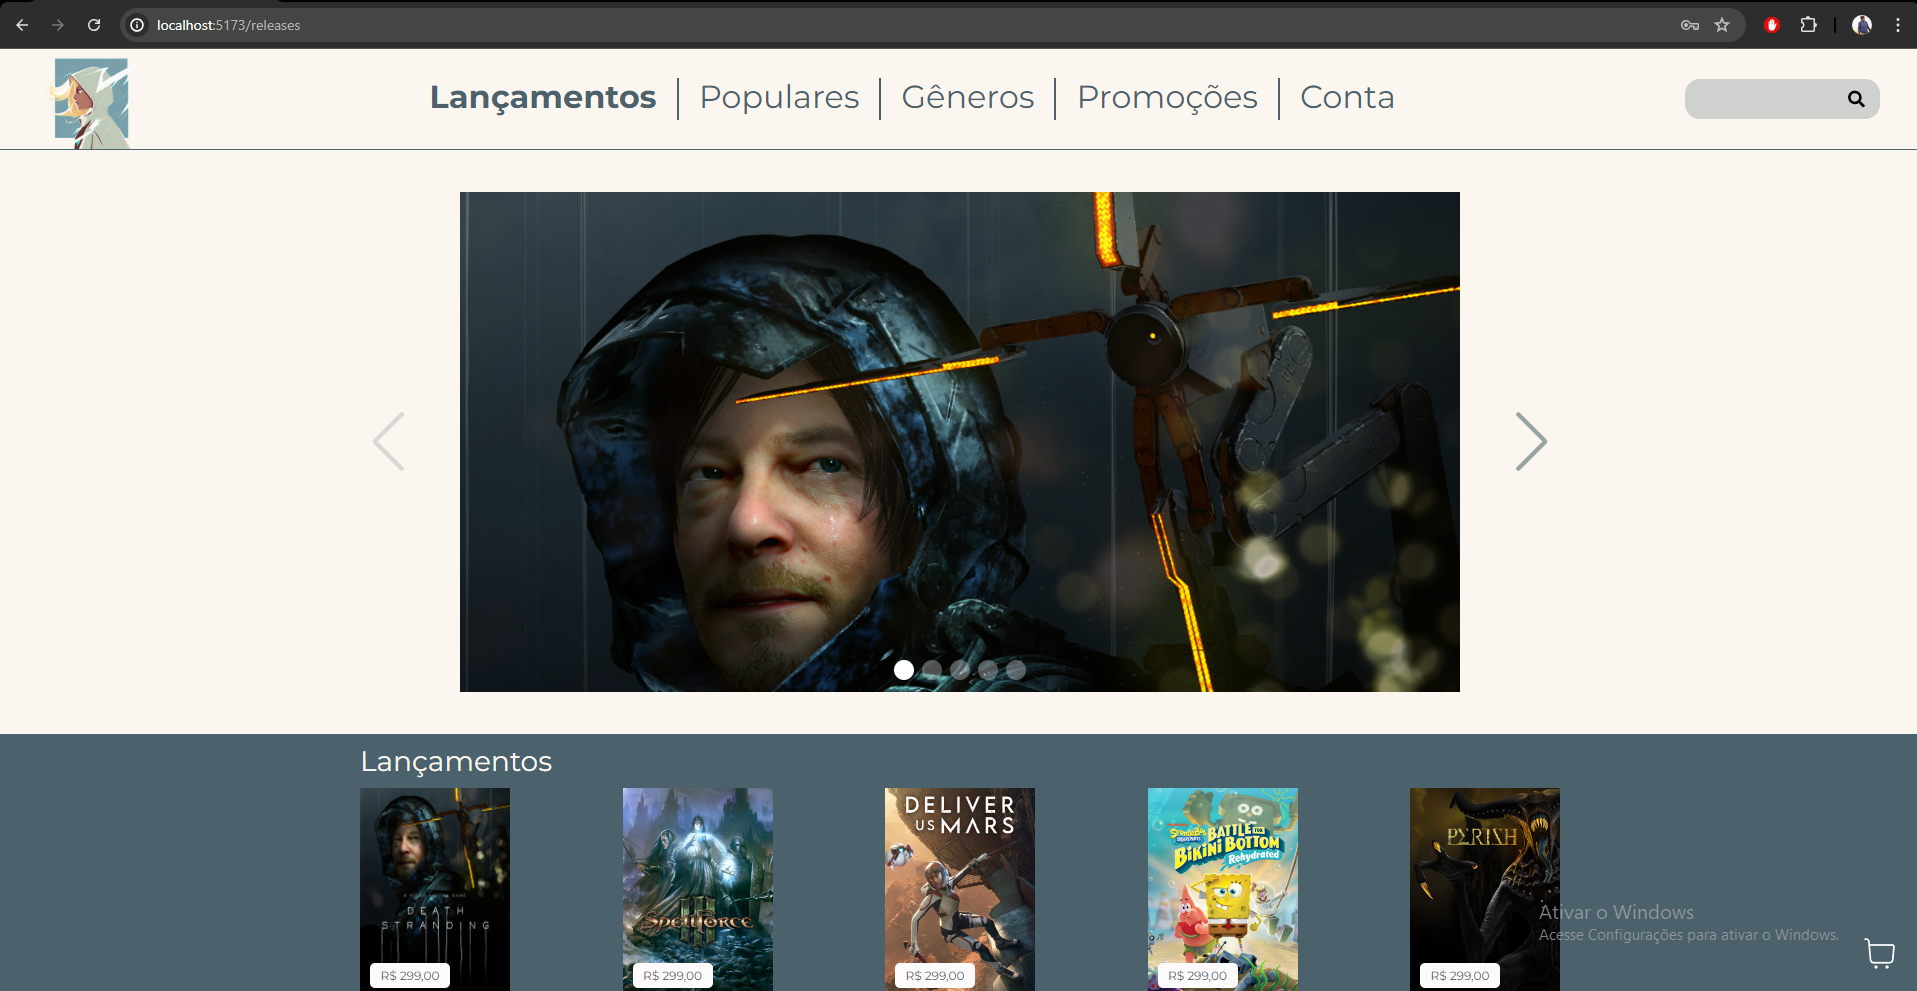 localhost:5173/releases
Lançamentos
Populares
Gêneros
Promoções
Conta
Lançamentos
DEATH
STRANDING
SPELLFORCE
III
DELIVER
US MARS
SpongeBob
SQUAREPANTS
BATTLE FOR
BIKINI BOTTOM
Rehydrated
PERISH
R$ 299,00
R$ 299,00
R$ 299,00
R$ 299,00
R$ 299,00
Ativar o Windows
Acesse Configurações para ativar o Windows.